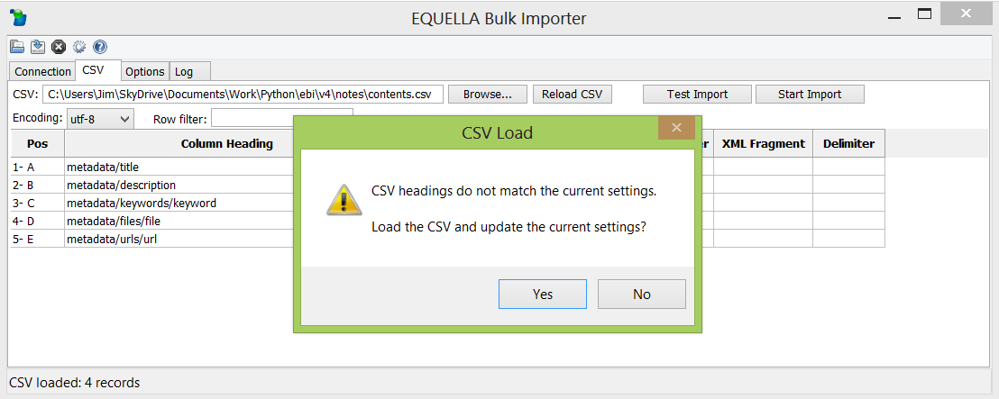 EQUELLA Bulk Importer
Connection CSV Options Log
CSV: C:\Users\Jim\SkyDrive\Documents\Work\Python\ebi\v4\notes\contents.csv Browse... Reload CSV Test Import Start Import
Encoding: utf-8 Row filter:
CSV Load
Pos Column Heading XML Fragment Delimiter
1- A metadata/title
2- B metadata/description
3- C metadata/keywords/keyword
4- D metadata/files/file
5- E metadata/urls/url
CSV headings do not match the current settings.
Load the CSV and update the current settings?
Yes No
CSV loaded: 4 records